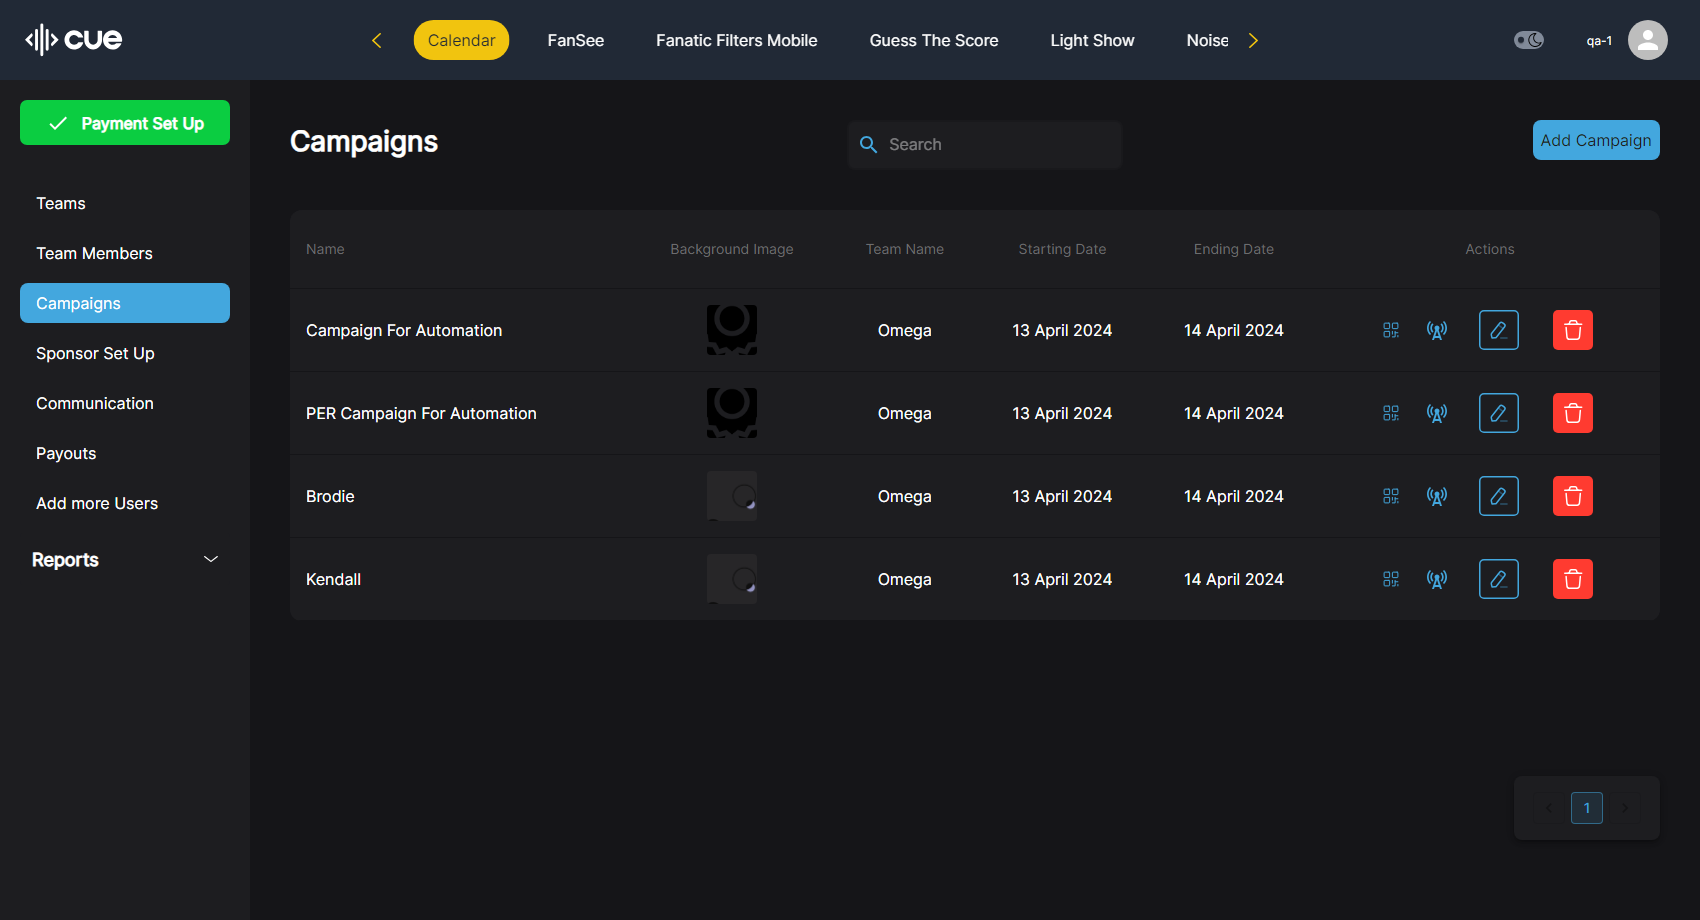 cue
Calendar FanSee Fanatic Filters Mobile Guess The Score Light Show Noise
qa-1
Payment Set Up
Teams
Team Members
Campaigns
Sponsor Set Up
Communication
Payouts
Add more Users
Reports
Campaigns
Search
Add Campaign
Name Background Image Team Name Starting Date Ending Date Actions
Campaign For Automation Omega 13 April 2024 14 April 2024
PER Campaign For Automation Omega 13 April 2024 14 April 2024
Brodie Omega 13 April 2024 14 April 2024
Kendall Omega 13 April 2024 14 April 2024
1